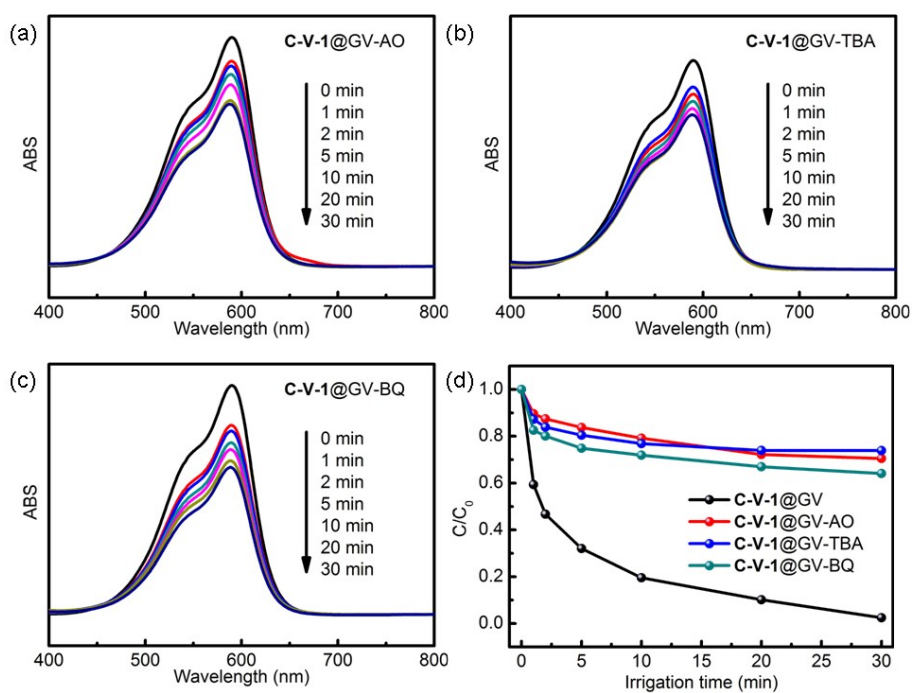 (a)
C-V-1@GV-AO
0 min
1 min
2 min
5 min
10 min
20 min
30 min
ABS
400 500 600 700 800
Wavelength (nm)
(b)
C-V-1@GV-TBA
0 min
1 min
2 min
5 min
10 min
20 min
30 min
ABS
400 500 600 700 800
Wavelength (nm)
(c)
C-V-1@GV-BQ
0 min
1 min
2 min
5 min
10 min
20 min
30 min
ABS
400 500 600 700 800
Wavelength (nm)
(d)
1.0
0.8
0.6
0.4
0.2
0.0
C/C0
C-V-1@GV
C-V-1@GV-AO
C-V-1@GV-TBA
C-V-1@GV-BQ
0 5 10 15 20 25 30
Irrigation time (min)